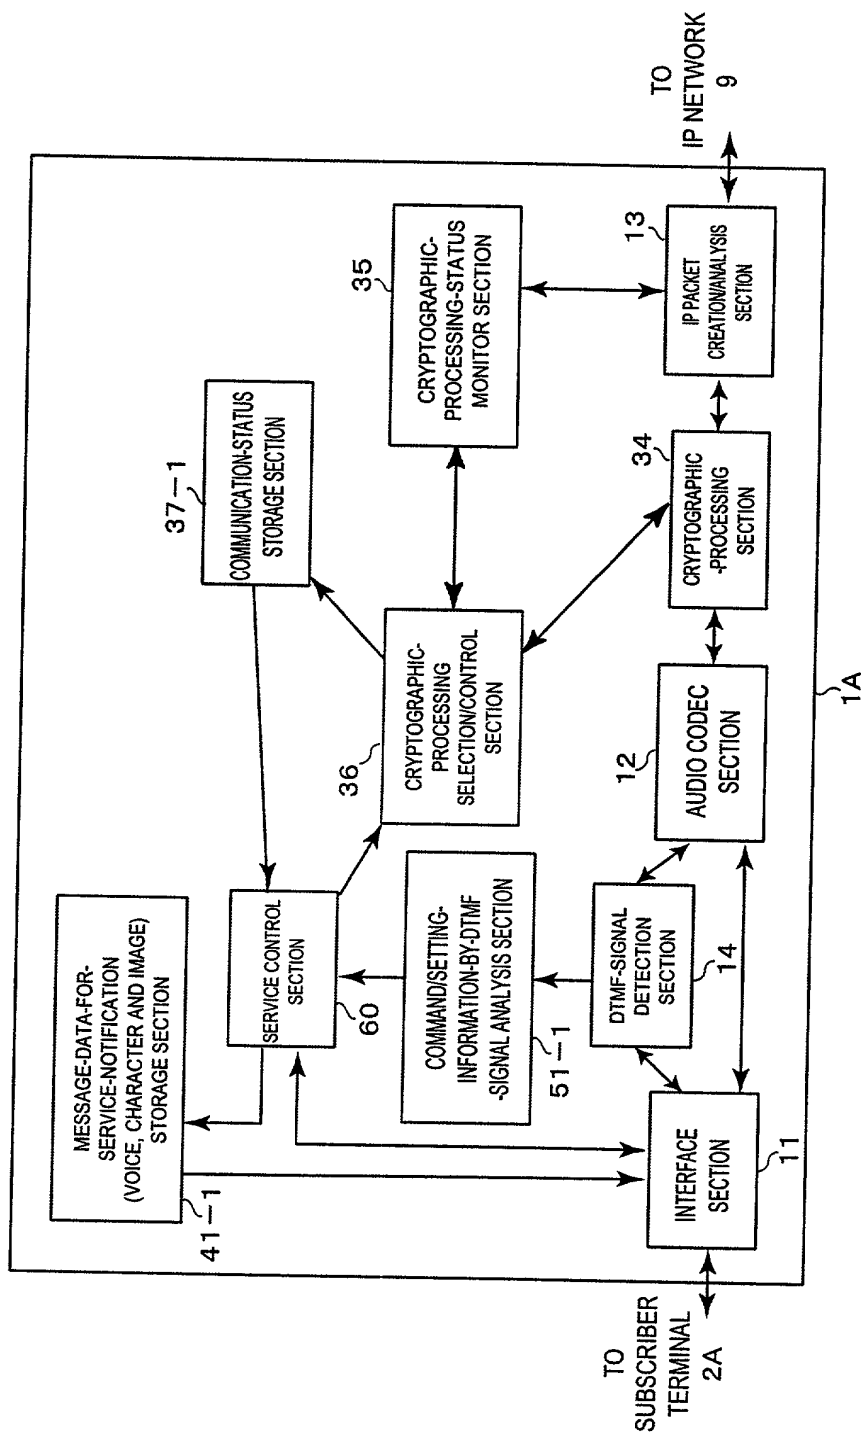 MESSAGE-DATA-FOR-
SERVICE-NOTIFICATION
(VOICE, CHARACTER AND IMAGE)
STORAGE SECTION
41-1
37-1
COMMUNICATION-STATUS
STORAGE SECTION
SERVICE CONTROL
SECTION
60
36
CRYPTOGRAPHIC-
PROCESSING
SELECTION/CONTROL
SECTION
35
CRYPTOGRAPHIC-
PROCESSING-STATUS
MONITOR SECTION
COMMAND/SETTING-
INFORMATION-BY-DTMF
-SIGNAL ANALYSIS SECTION
51-1
DTMF-SIGNAL
DETECTION
SECTION
14
TO
SUBSCRIBER
TERMINAL
2A
INTERFACE
SECTION
11
12
AUDIO CODEC
SECTION
34
CRYPTOGRAPHIC
-PROCESSING
SECTION
13
IP PACKET
CREATION/ANALYSIS
SECTION
TO
IP NETWORK
9
1A